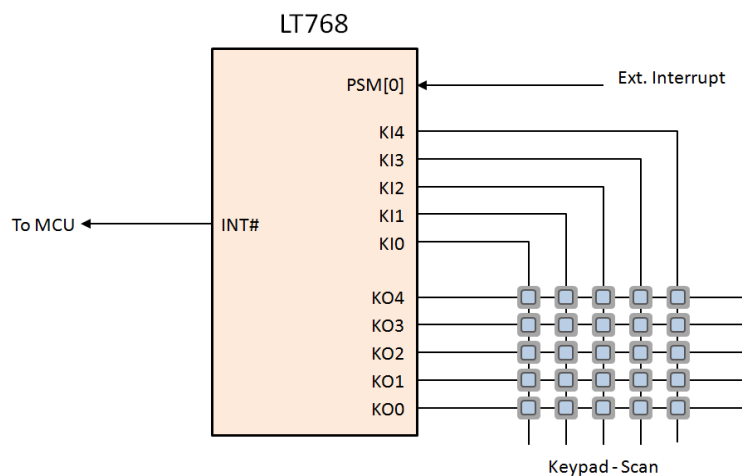 LT768
PSM[0]
Ext. Interrupt
KI4
KI3
KI2
KI1
KI0
To MCU
INT#
KO4
KO3
KO2
KO1
KO0
Keypad - Scan